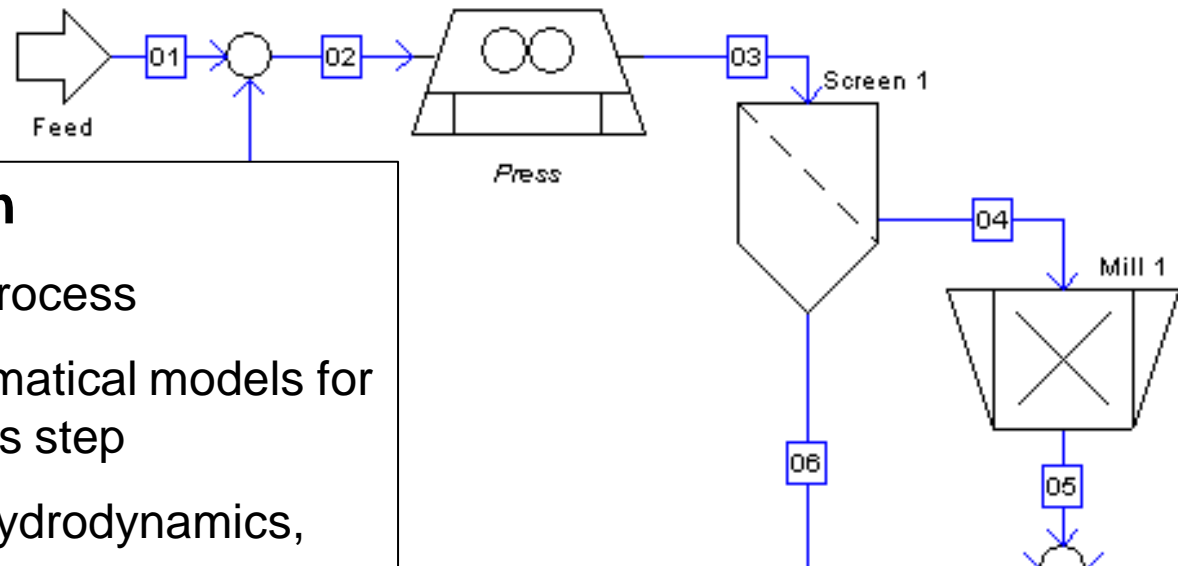 01
02
03
Screen 1
Feed
Press
04
Mill 1
n
rocess
matical models for
s step
06
05
ydrodynamics,